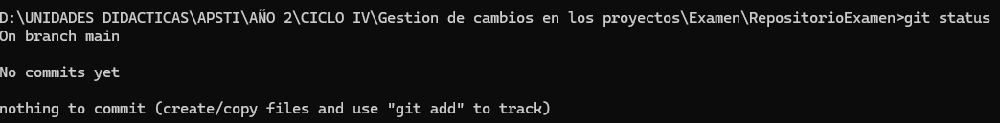 D:\UNIDADES DIDACTICAS\APSTI\AÑO 2\CICLO IV\Gestion de cambios en los proyectos\Examen\RepositorioExamen>git status
On branch main
No commits yet
nothing to commit (create/copy files and use "git add" to track)